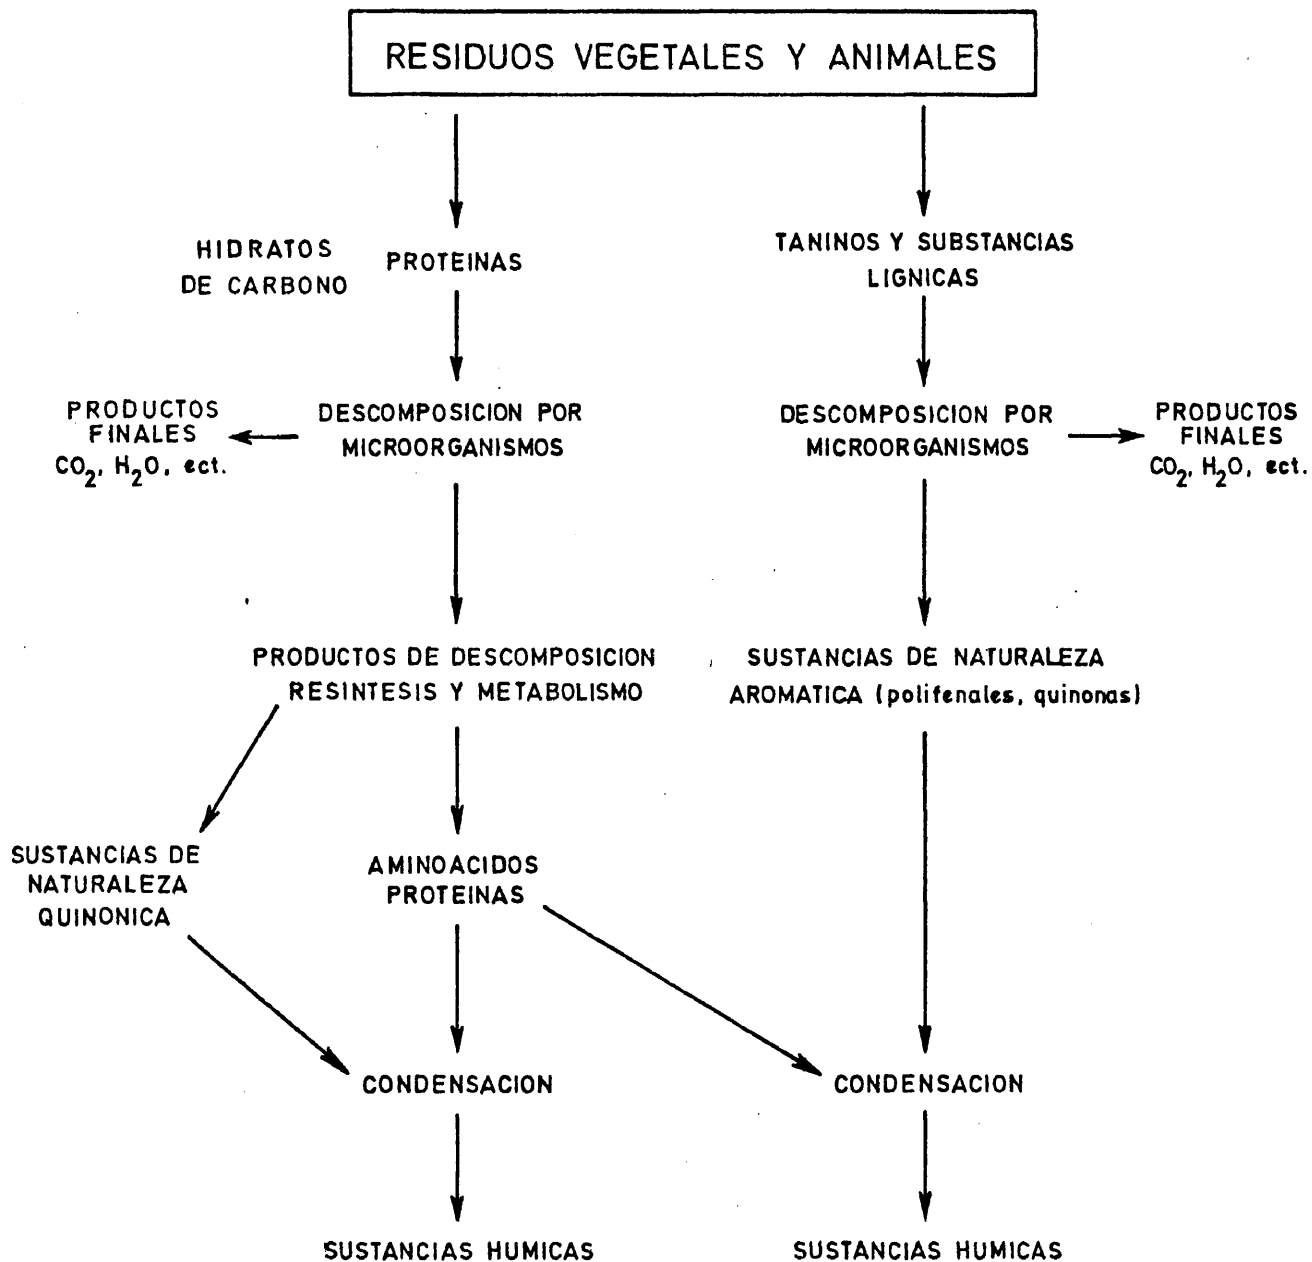 RESIDUOS VEGETALES Y ANIMALES
HIDRATOS
DE CARBONO
PROTEINAS
TANINOS Y SUBSTANCIAS
LIGNICAS
PRODUCTOS
FINALES
CO2, H2O, ect.
DESCOMPOSICION POR
MICROORGANISMOS
DESCOMPOSICION POR
MICROORGANISMOS
PRODUCTOS
FINALES
CO2, H2O, ect.
PRODUCTOS DE DESCOMPOSICION
RESINTESIS Y METABOLISMO
SUSTANCIAS DE NATURALEZA
AROMATICA (polifenales, quinonas)
SUSTANCIAS DE
NATURALEZA
QUINONICA
AMINOACIDOS
PROTEINAS
CONDENSACION
CONDENSACION
SUSTANCIAS HUMICAS
SUSTANCIAS HUMICAS